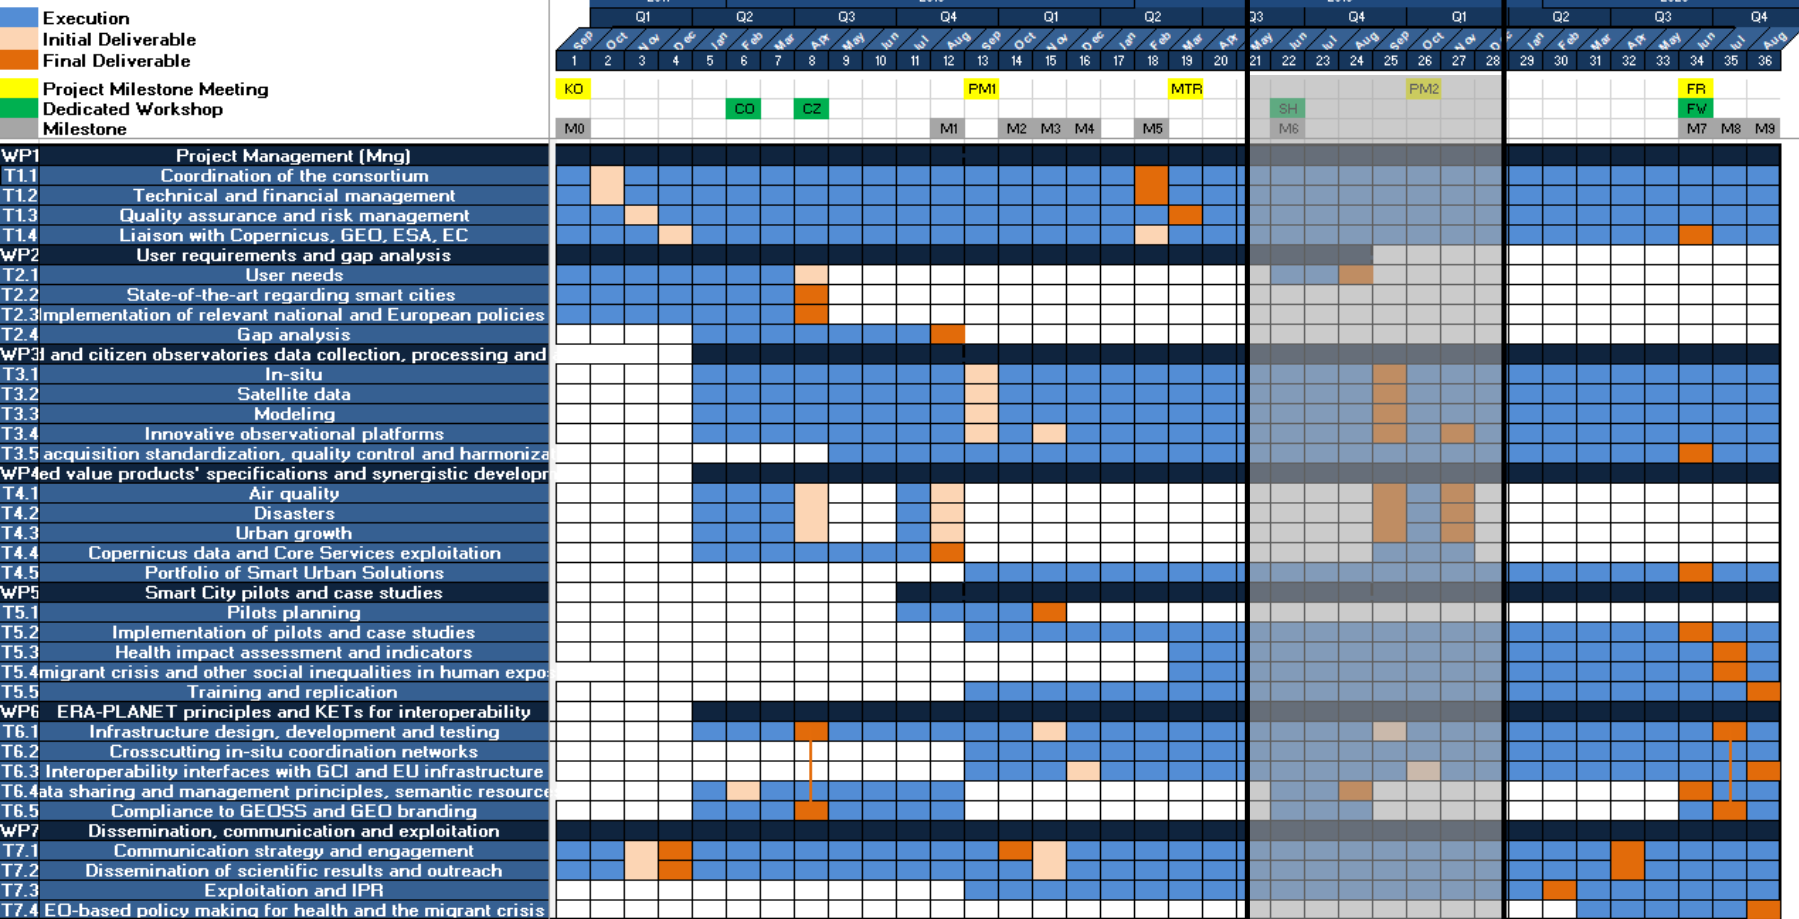 Execution
Initial Deliverable
Final Deliverable
Q1 Q2 Q3 Q4 Q1 Q2 Q3 Q4 Q1 Q2 Q3 Q4
Sep Oct Nov Dec Jan Feb Mar Apr May Jun Jul Aug Sep Oct Nov Dec Jan Feb Mar Apr May Jun Jul Aug Sep Oct Nov Dec Jan Feb Mar Apr May Jun Jul Aug
1 2 3 4 5 6 7 8 9 10 11 12 13 14 15 16 17 18 19 20 21 22 23 24 25 26 27 28 29 30 31 32 33 34 35 36
Project Milestone Meeting KO PM1 MTR PM2 FR
Dedicated Workshop CO CZ SH FW
Milestone M0 M1 M2 M3 M4 M5 M6 M7 M8 M9
WP1 Project Management (Mng)
T1.1 Coordination of the consortium
T1.2 Technical and financial management
T1.3 Quality assurance and risk management
T1.4 Liaison with Copernicus, GEO, ESA, EC
WP2 User requirements and gap analysis
T2.1 User needs
T2.2 State-of-the-art regarding smart cities
T2.3 Implementation of relevant national and European policies
T2.4 Gap analysis
WP3 and citizen observatories data collection, processing and
T3.1 In-situ
T3.2 Satellite data
T3.3 Modeling
T3.4 Innovative observational platforms
T3.5 acquisition standardization, quality control and harmoniza
WP4 ed value products' specifications and synergistic developm
T4.1 Air quality
T4.2 Disasters
T4.3 Urban growth
T4.4 Copernicus data and Core Services exploitation
T4.5 Portfolio of Smart Urban Solutions
WP5 Smart City pilots and case studies
T5.1 Pilots planning
T5.2 Implementation of pilots and case studies
T5.3 Health impact assessment and indicators
T5.4 migrant crisis and other social inequalities in human expo
T5.5 Training and replication
WP6 ERA-PLANET principles and KETs for interoperability
T6.1 Infrastructure design, development and testing
T6.2 Crosscutting in-situ coordination networks
T6.3 Interoperability interfaces with GCI and EU infrastructure
T6.4 ata sharing and management principles, semantic resource
T6.5 Compliance to GEOSS and GEO branding
WP7 Dissemination, communication and exploitation
T7.1 Communication strategy and engagement
T7.2 Dissemination of scientific results and outreach
T7.3 Exploitation and IPR
T7.4 EO-based policy making for health and the migrant crisis